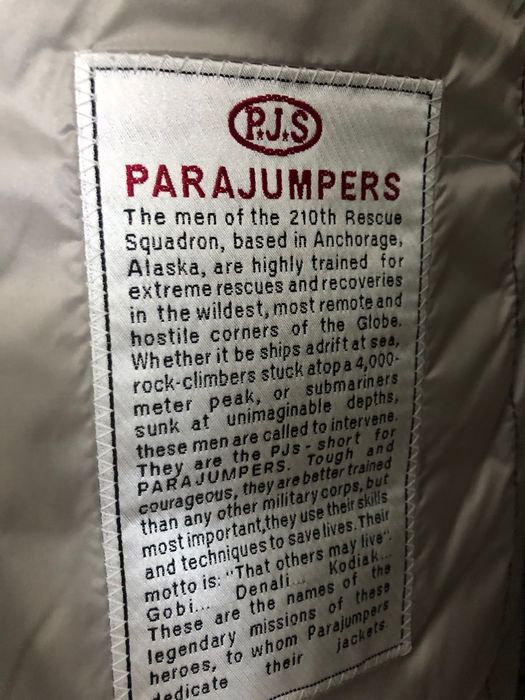 P.J.S
PARAJUMPERS
The men of the 210th Rescue
Squadron, based in Anchorage,
Alaska, are highly trained for
extreme rescues and recoveries
in the wildest, most remote and
hostile corners of the Globe.
Whether it be ships adrift at sea,
rock-climbers stuck atop a 4,000-
meter peak, or submariners
sunk at unimaginable depths,
these men are called to intervene.
They are the PJs - short for
PARAJUMPERS. Tough and
courageous, they are better trained
than any other military corps, but
most important,they use their skills
and techniques to save lives. Their
motto is: "That others may live".
Gobi... Denali... Kodiak...
These are the names of the
legendary missions of these
heroes, to whom Parajumpers
dedicate their jackets.